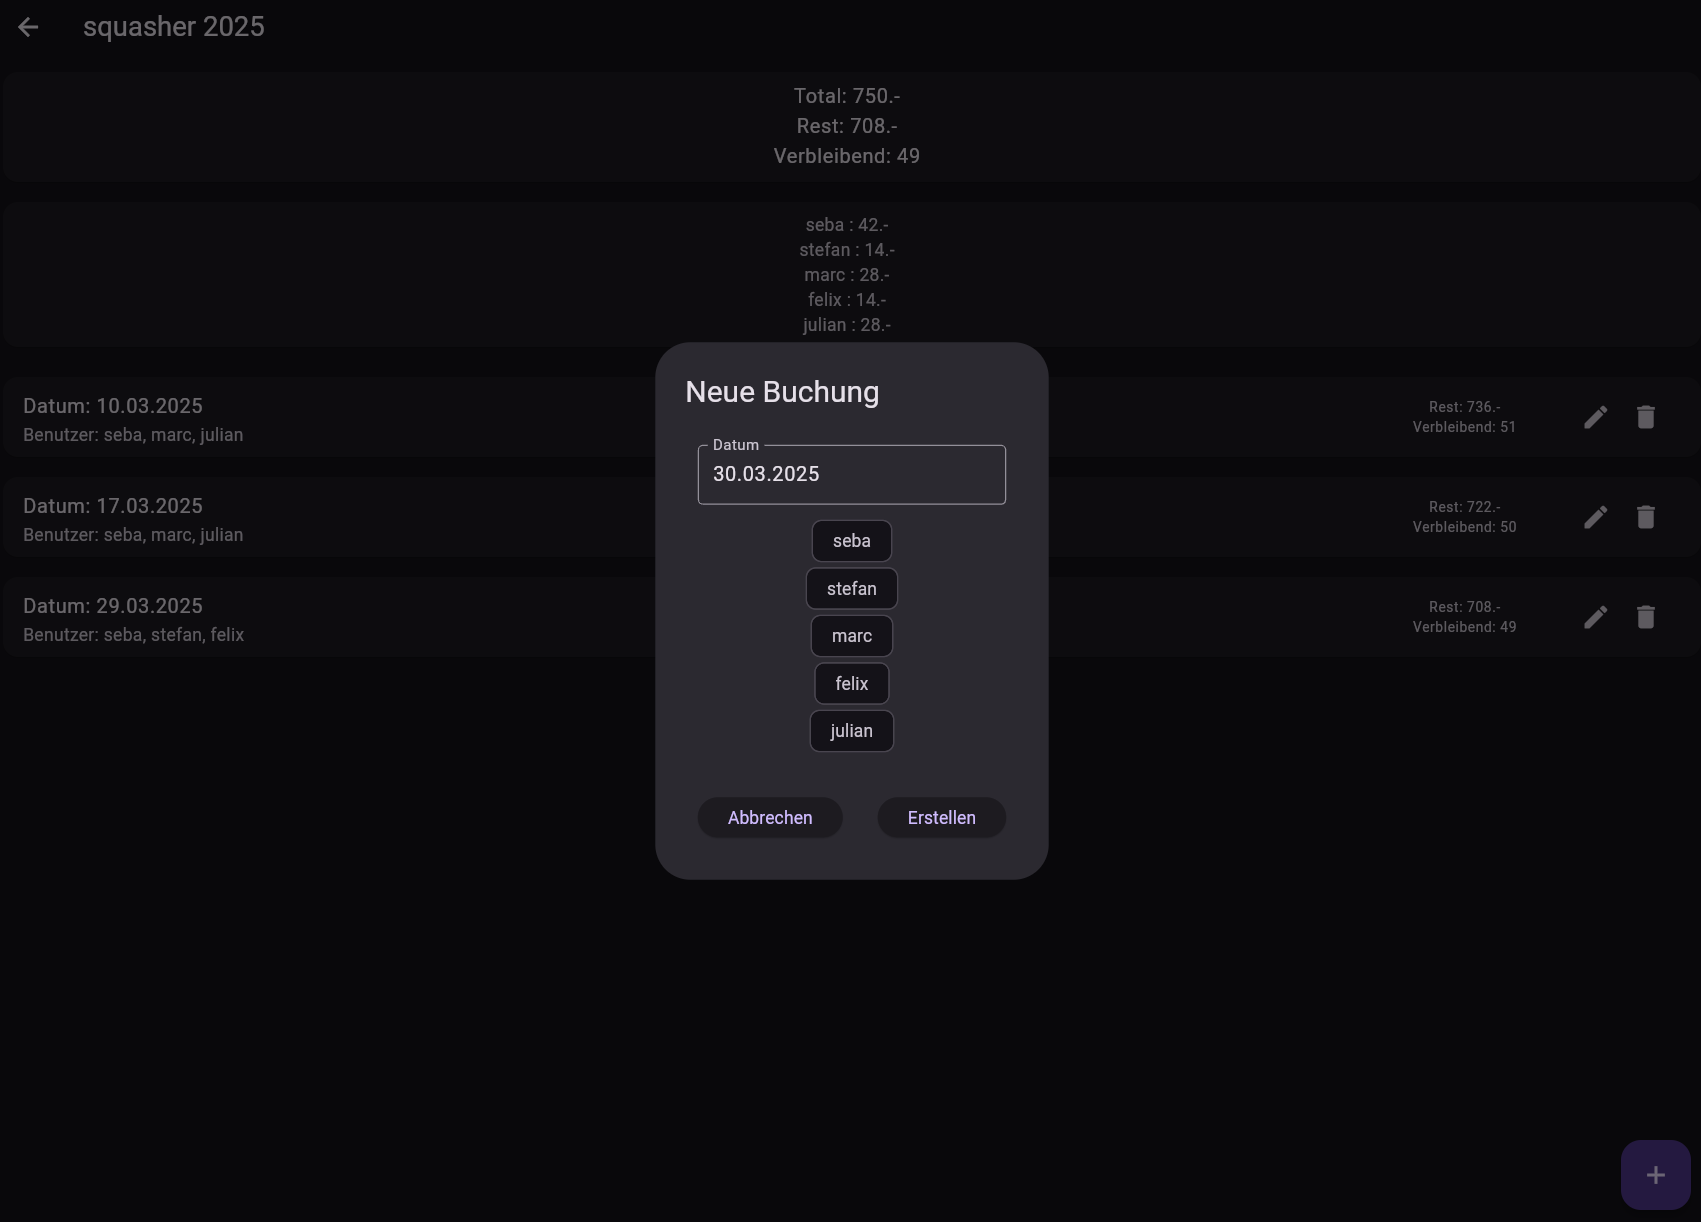 squasher 2025
Total: 750.-
Rest: 708.-
Verbleibend: 49
seba : 42.-
stefan : 14.-
marc : 28.-
felix : 14.-
julian : 28.-
Datum: 10.03.2025
Benutzer: seba, marc, julian
Rest: 736.-
Verbleibend: 51
Datum: 17.03.2025
Benutzer: seba, marc, julian
Rest: 722.-
Verbleibend: 50
Datum: 29.03.2025
Benutzer: seba, stefan, felix
Rest: 708.-
Verbleibend: 49
Neue Buchung
Datum
30.03.2025
seba
stefan
marc
felix
julian
Abbrechen
Erstellen